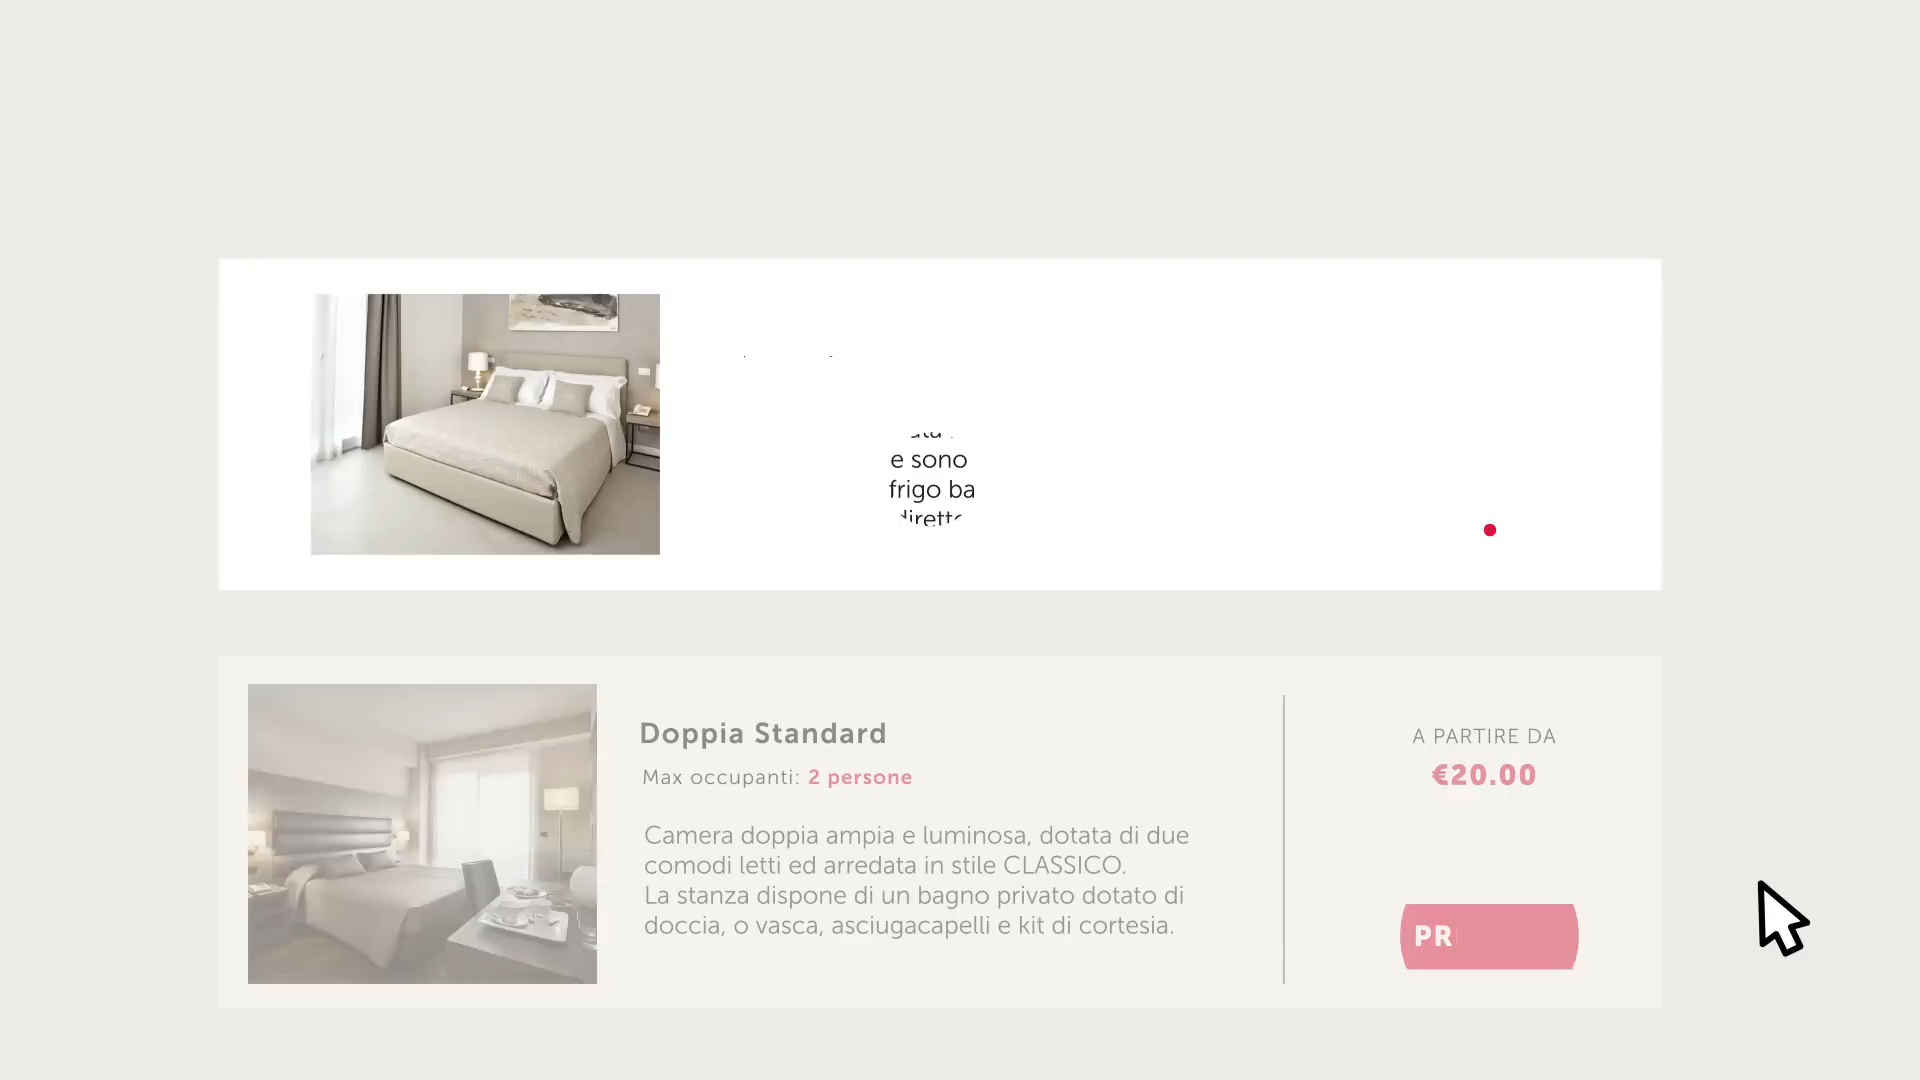 e sono
frigo ba
Doppia Standard
Max occupanti: 2 persone
Camera doppia ampia e luminosa, dotata di due
comodi letti ed arredata in stile CLASSICO.
La stanza dispone di un bagno privato dotato di
doccia, o vasca, asciugacapelli e kit di cortesia.
A PARTIRE DA
€20.00
PR